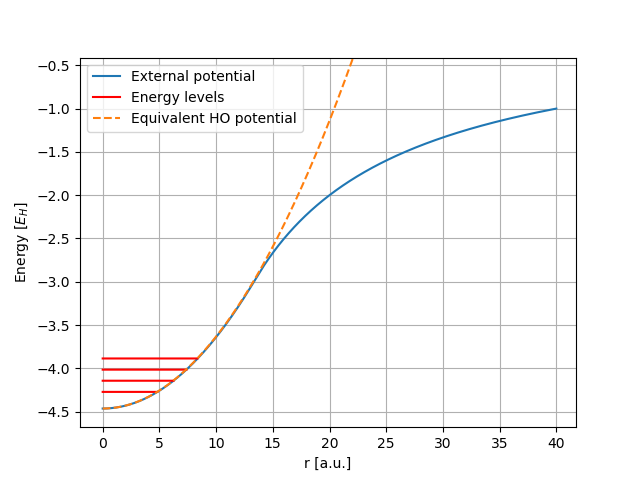 External potential
Energy levels
Equivalent HO potential
Energy [E_H]
−0.5
−1.0
−1.5
−2.0
−2.5
−3.0
−3.5
−4.0
−4.5
0 5 10 15 20 25 30 35 40
r [a.u.]